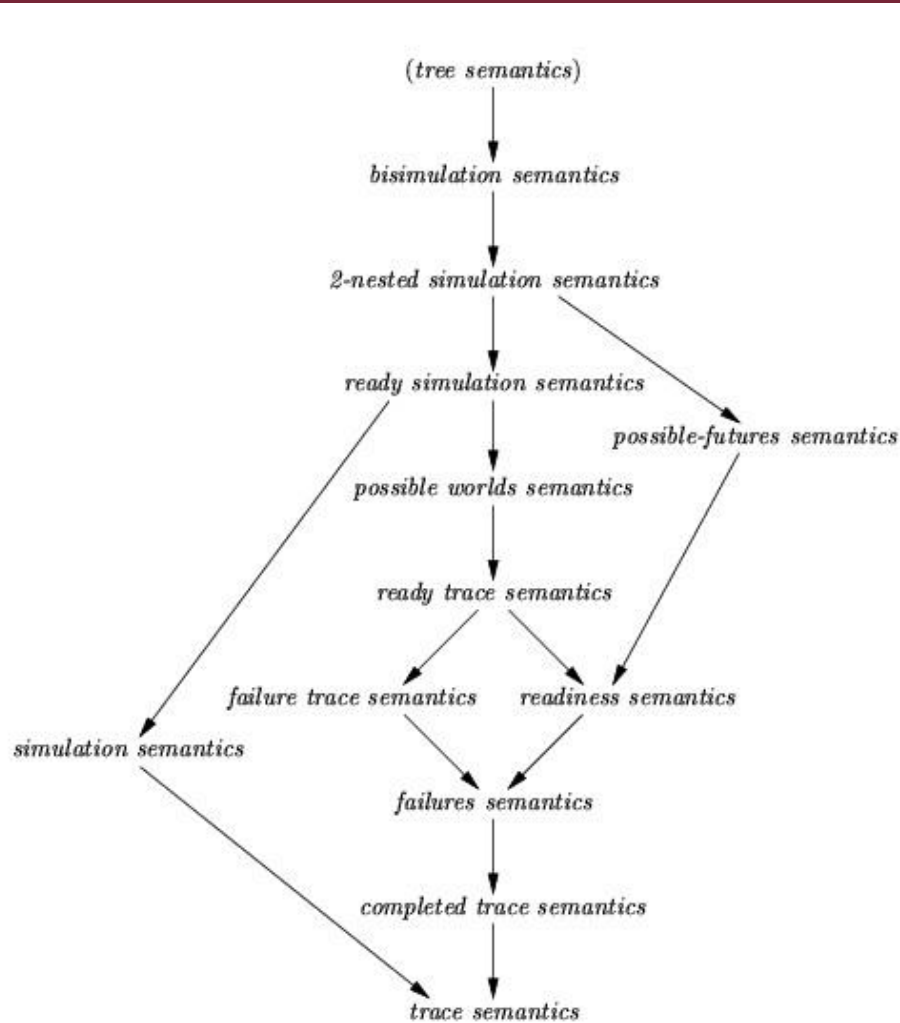 (tree semantics)
bisimulation semantics
2-nested simulation semantics
ready simulation semantics
possible-futures semantics
possible worlds semantics
ready trace semantics
failure trace semantics
readiness semantics
simulation semantics
failures semantics
completed trace semantics
trace semantics